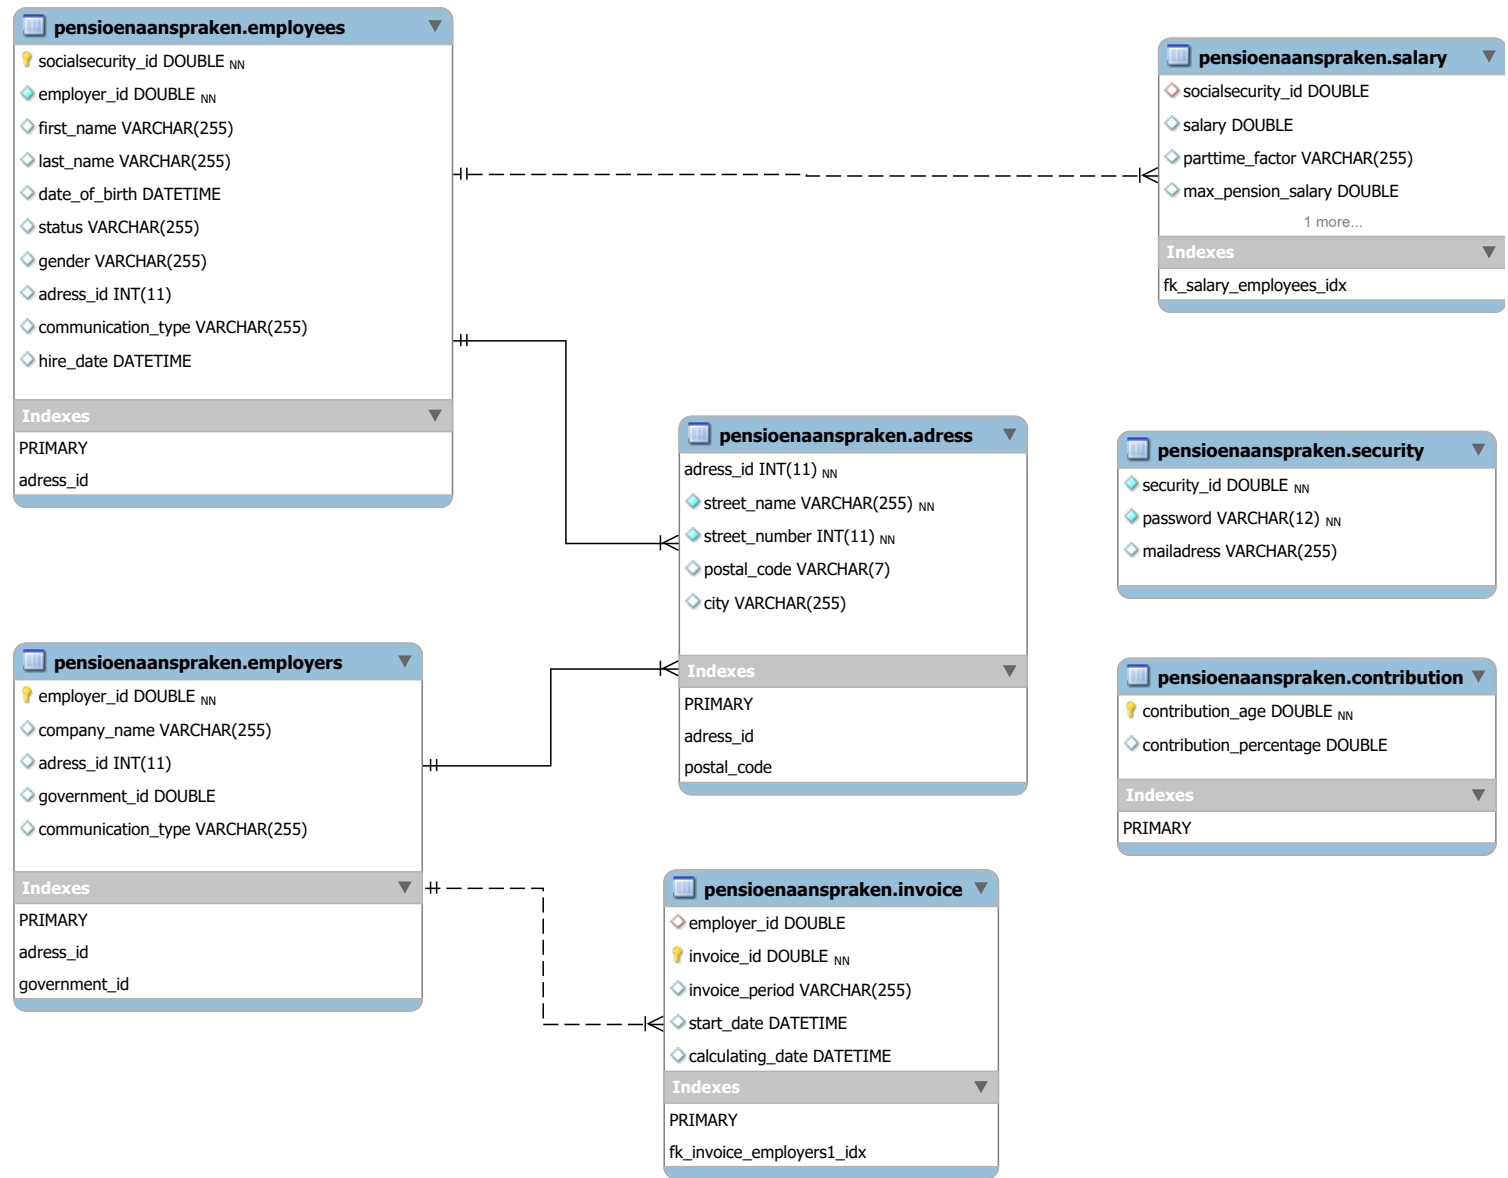 pensioenaanspraken.employees
socialsecurity_id DOUBLE NN
employer_id DOUBLE NN
first_name VARCHAR(255)
last_name VARCHAR(255)
date_of_birth DATETIME
status VARCHAR(255)
gender VARCHAR(255)
adress_id INT(11)
communication_type VARCHAR(255)
hire_date DATETIME
Indexes
PRIMARY
adress_id
pensioenaanspraken.salary
socialsecurity_id DOUBLE
salary DOUBLE
parttime_factor VARCHAR(255)
max_pension_salary DOUBLE
1 more...
Indexes
fk_salary_employees_idx
pensioenaanspraken.adress
adress_id INT(11) NN
street_name VARCHAR(255) NN
street_number INT(11) NN
postal_code VARCHAR(7)
city VARCHAR(255)
Indexes
PRIMARY
adress_id
postal_code
pensioenaanspraken.security
security_id DOUBLE NN
password VARCHAR(12) NN
mailadress VARCHAR(255)
pensioenaanspraken.employers
employer_id DOUBLE NN
company_name VARCHAR(255)
adress_id INT(11)
government_id DOUBLE
communication_type VARCHAR(255)
Indexes
PRIMARY
adress_id
government_id
pensioenaanspraken.contribution
contribution_age DOUBLE NN
contribution_percentage DOUBLE
Indexes
PRIMARY
pensioenaanspraken.invoice
employer_id DOUBLE
invoice_id DOUBLE NN
invoice_period VARCHAR(255)
start_date DATETIME
calculating_date DATETIME
Indexes
PRIMARY
fk_invoice_employers1_idx